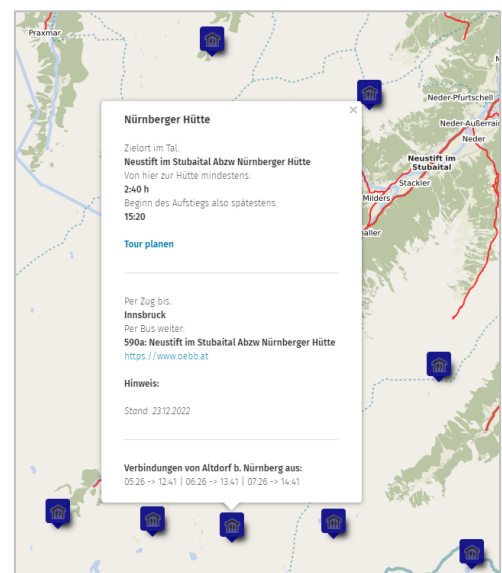 Praxmar
Neder-Pfurtschell
Neder-Außerrain
Neder
Neustift im
Stubaital
Stackler
Milders
aller
×
Nürnberger Hütte
Zielort im Tal:
Neustift im Stubaital Abzw Nürnberger Hütte
Von hier zur Hütte mindestens:
2:40 h
Beginn des Aufstiegs also spätestens:
15:20
Tour planen
Per Zug bis:
Innsbruck
Per Bus weiter:
590a: Neustift im Stubaital Abzw Nürnberger Hütte
https://www.oebb.at
Hinweis:
Stand: 23.12.2022
Verbindungen von Altdorf b. Nürnberg aus:
05:26 -> 12:41 | 06:26 -> 13:41 | 07:26 -> 14:41